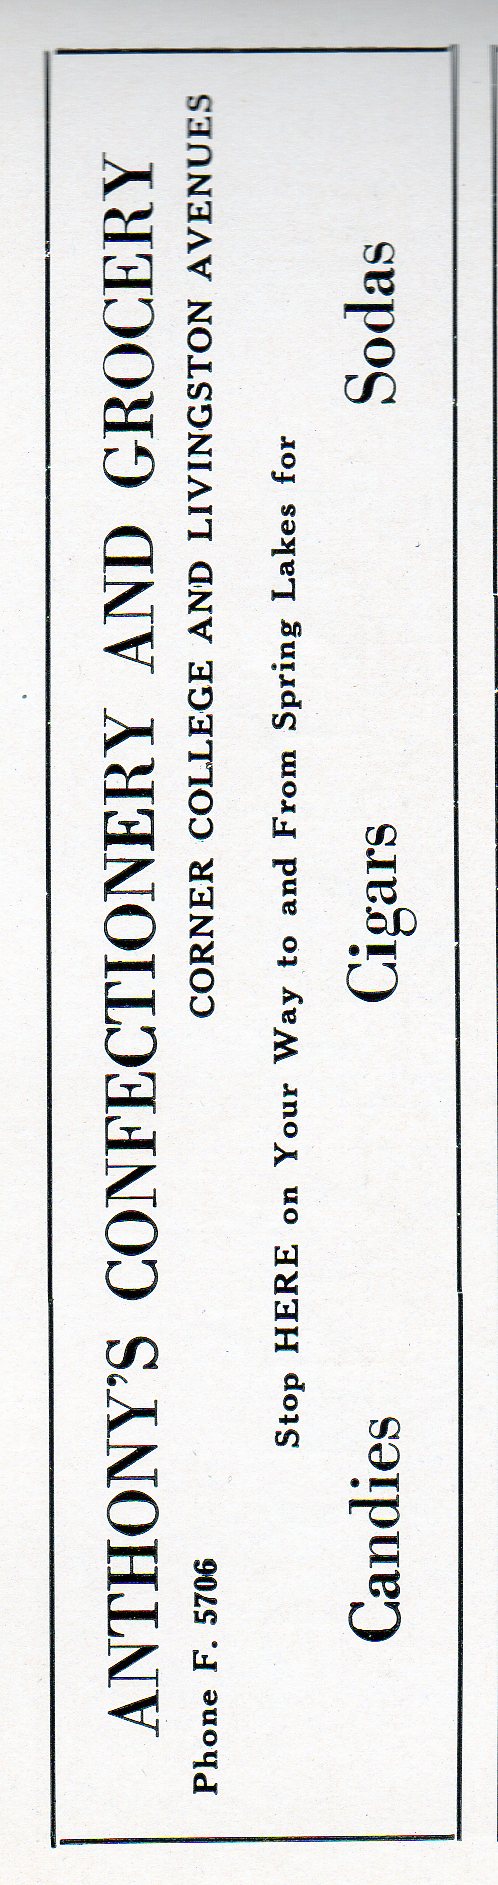 ANTHONY'S CONFECTIONERY AND GROCERY
Phone F. 5706 CORNER COLLEGE AND LIVINGSTON AVENUES
Stop HERE on Your Way to and From Spring Lakes for
Candies Cigars Sodas